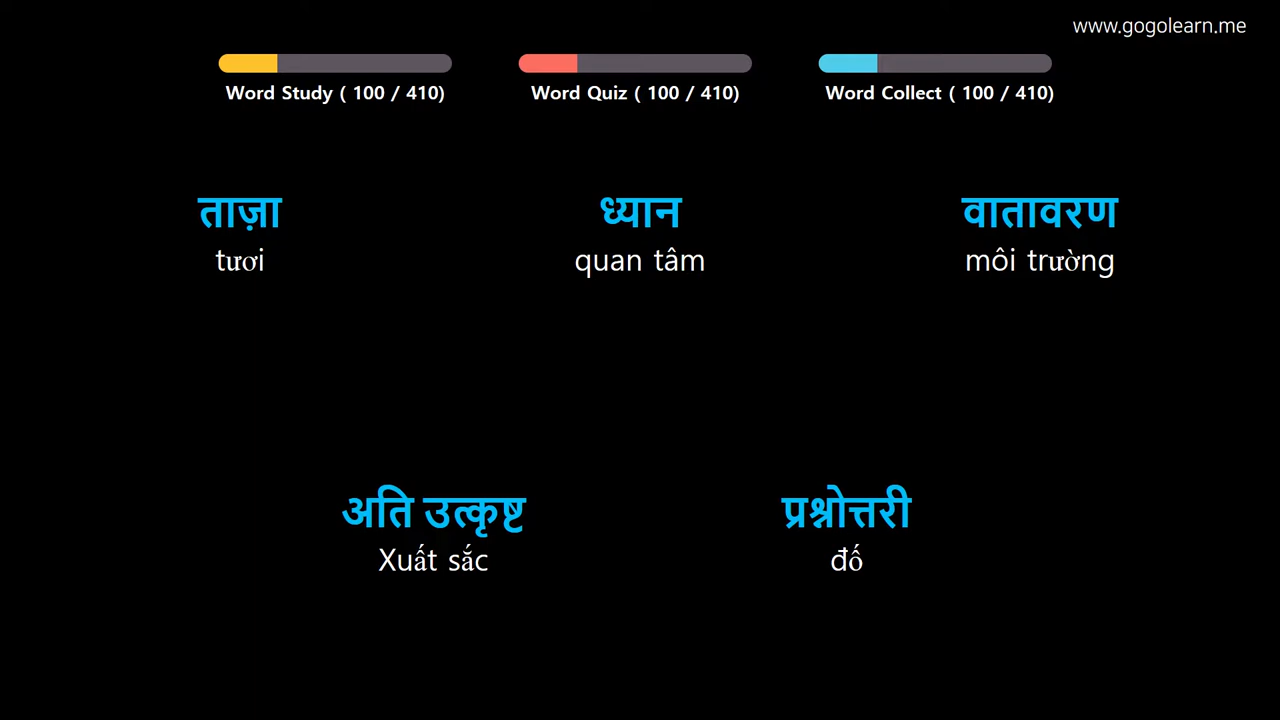 www.gogolearn.me
Word Study ( 100 / 410)
Word Quiz ( 100 / 410)
Word Collect ( 100 / 410)
ताज़ा
tươi
ध्यान
quan tâm
वातावरण
môi trường
अति उत्कृष्ट
Xuất sắc
प्रश्नोत्तरी
đố